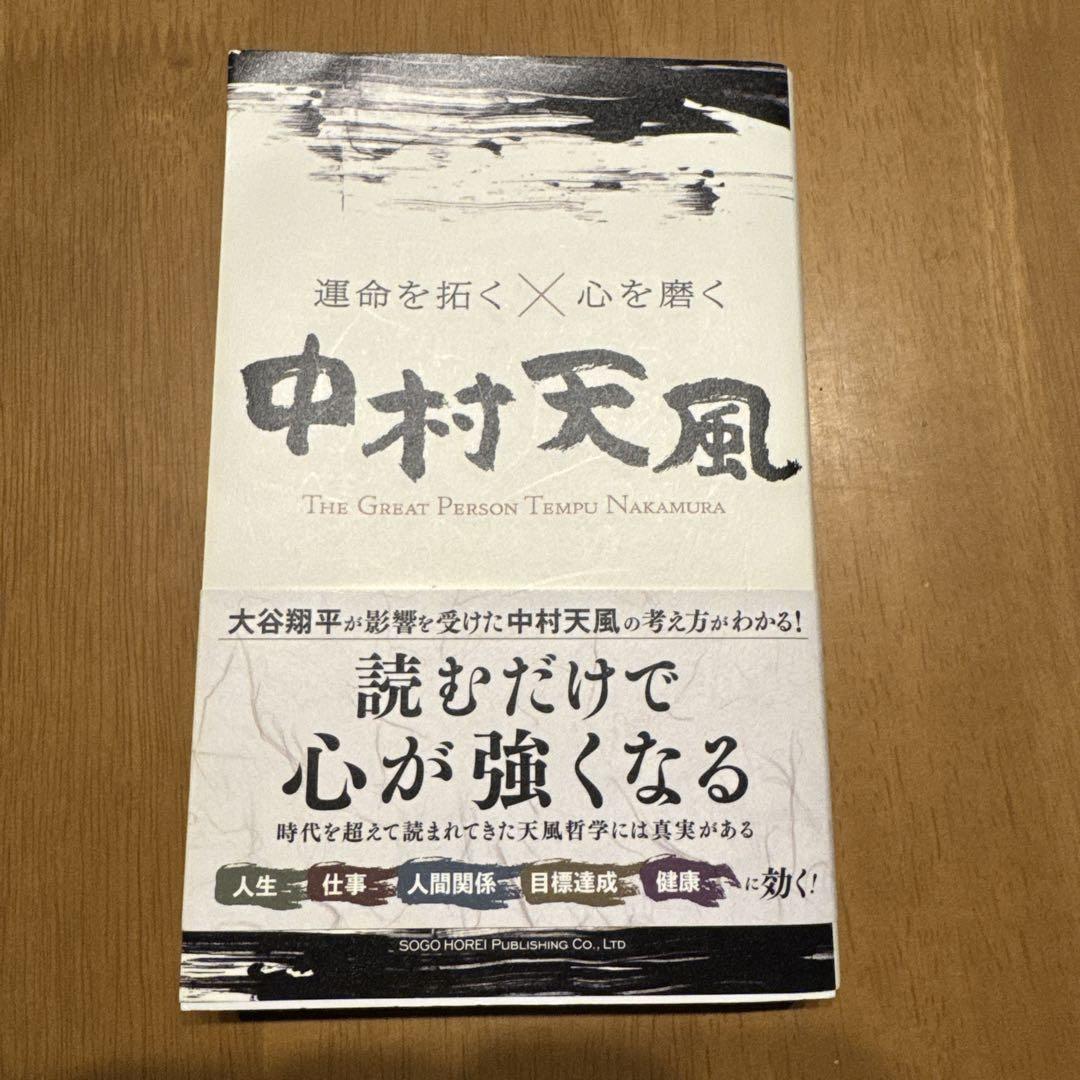 運命を拓く×心を磨く
中村天風
THE GREAT PERSON TEMPU NAKAMURA
大谷翔平が影響を受けた中村天風の考え方がわかる!
読むだけで
心が強くなる
時代を超えて読まれてきた天風哲学には真実がある
人生 仕事 人間関係 目標達成 健康 に効く!
SOGO HOREI PUBLISHING CO., LTD